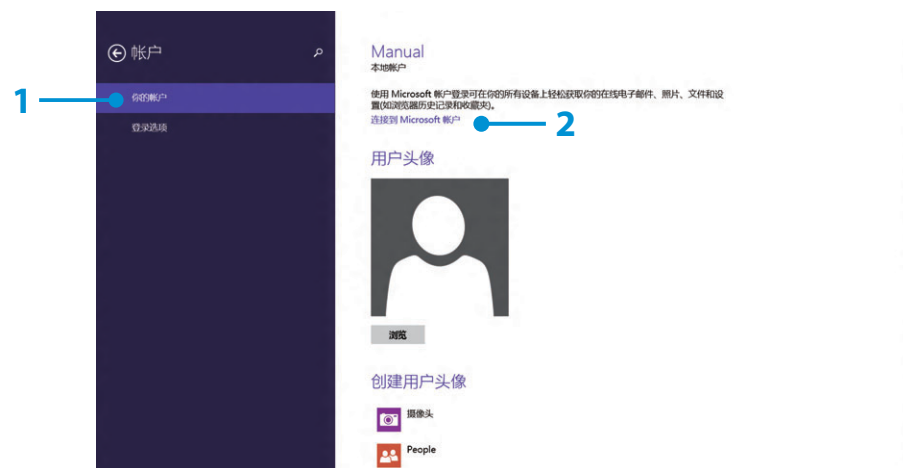 帐户
1
你的帐户
登录选项
Manual
本地帐户
使用 Microsoft 帐户登录可在你的所有设备上轻松获取你的在线电子邮件、照片、文件和设
置(如浏览器历史记录和收藏夹)。
连接到 Microsoft 帐户
2
用户头像
浏览
创建用户头像
摄像头
People